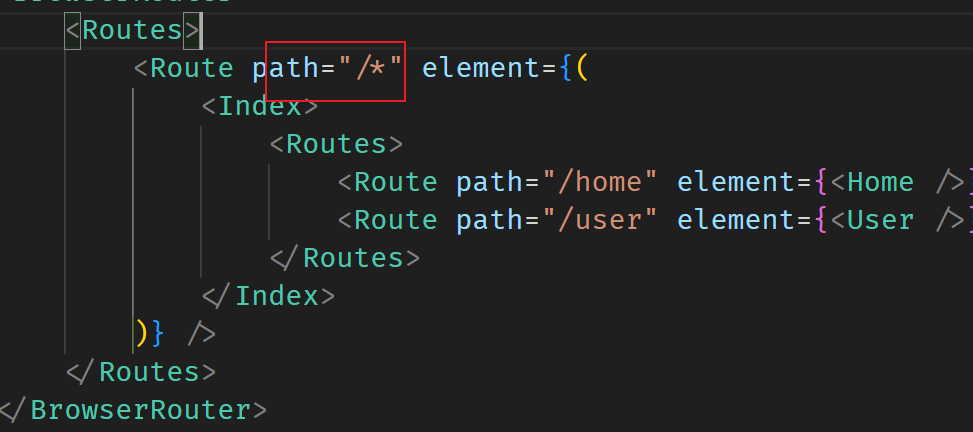 <Routes>
<Route path="/*" element={(
<Index>
<Routes>
<Route path="/home" element={<Home />}
<Route path="/user" element={<User />}
</Routes>
</Index>
)} />
</Routes>
</BrowserRouter>